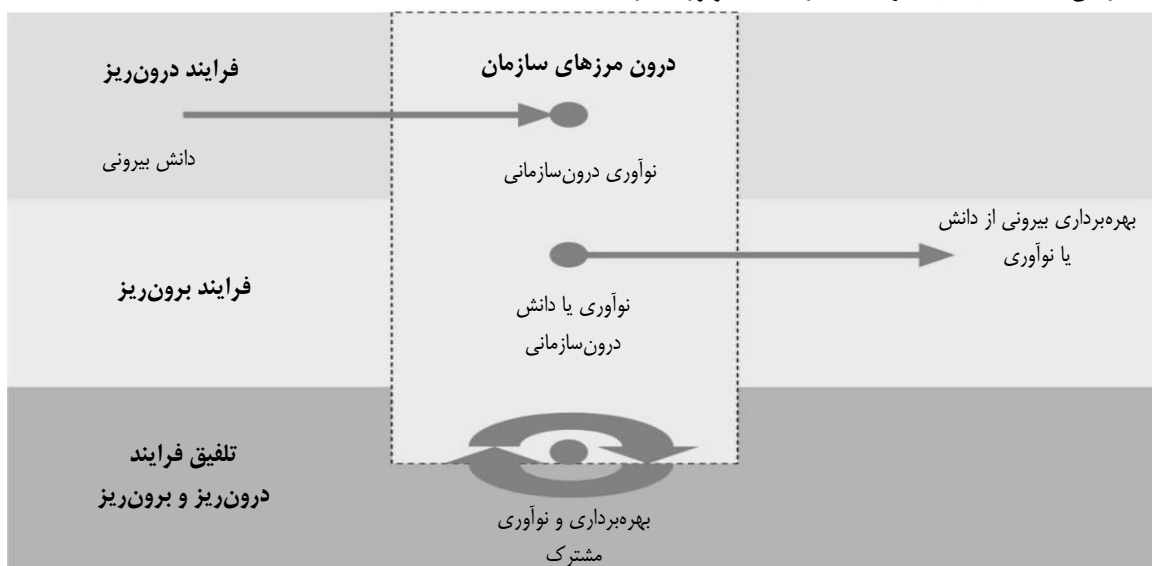 فرایند درون‌ریز
درون مرزهای سازمان
دانش بیرونی
نوآوری درون‌سازمانی
بهره‌برداری بیرونی از دانش
یا نوآوری
فرایند برون‌ریز
نوآوری یا دانش
درون‌سازمانی
تلفیق فرایند
درون‌ریز و برون‌ریز
بهره‌برداری و نوآوری
مشترک